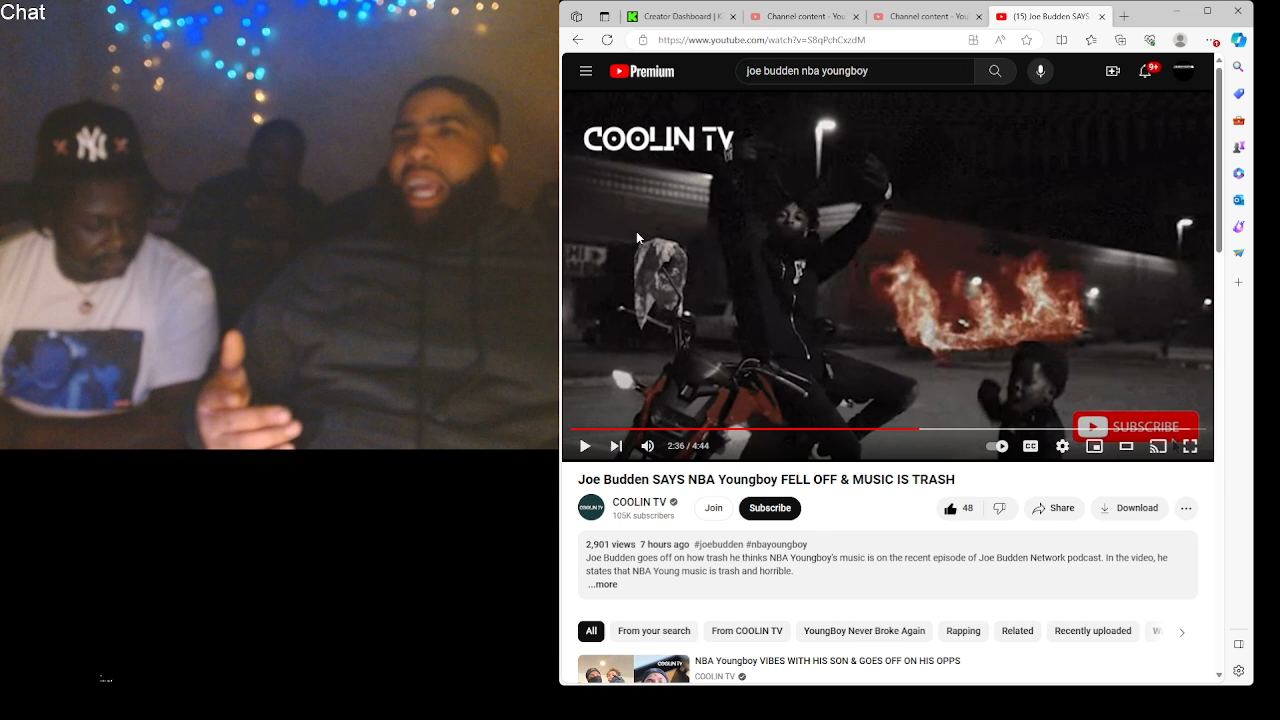 Chat
NY
Creator Dashboard | K
Channel content - You
Channel content - You
(15) Joe Budden SAYS
https://www.youtube.com/watch?v=S8qPchCxzdM
Premium
joe budden nba youngboy
9+
COOLIN TV
SUBSCRIBE
2:36 / 4:44
CC
Joe Budden SAYS NBA Youngboy FELL OFF & MUSIC IS TRASH
COOLIN TV
COOLIN TV
105K subscribers
Join
Subscribe
48
Share
Download
2,901 views 7 hours ago #joebudden #nbayoungboy
Joe Budden goes off on how trash he thinks NBA Youngboy's music is on the recent episode of Joe Budden Network podcast. In the video, he
states that NBA Young music is trash and horrible.
...more
All
From your search
From COOLIN TV
YoungBoy Never Broke Again
Rapping
Related
Recently uploaded
NBA Youngboy VIBES WITH HIS SON & GOES OFF ON HIS OPPS
COOLIN TV
COOLIN TV